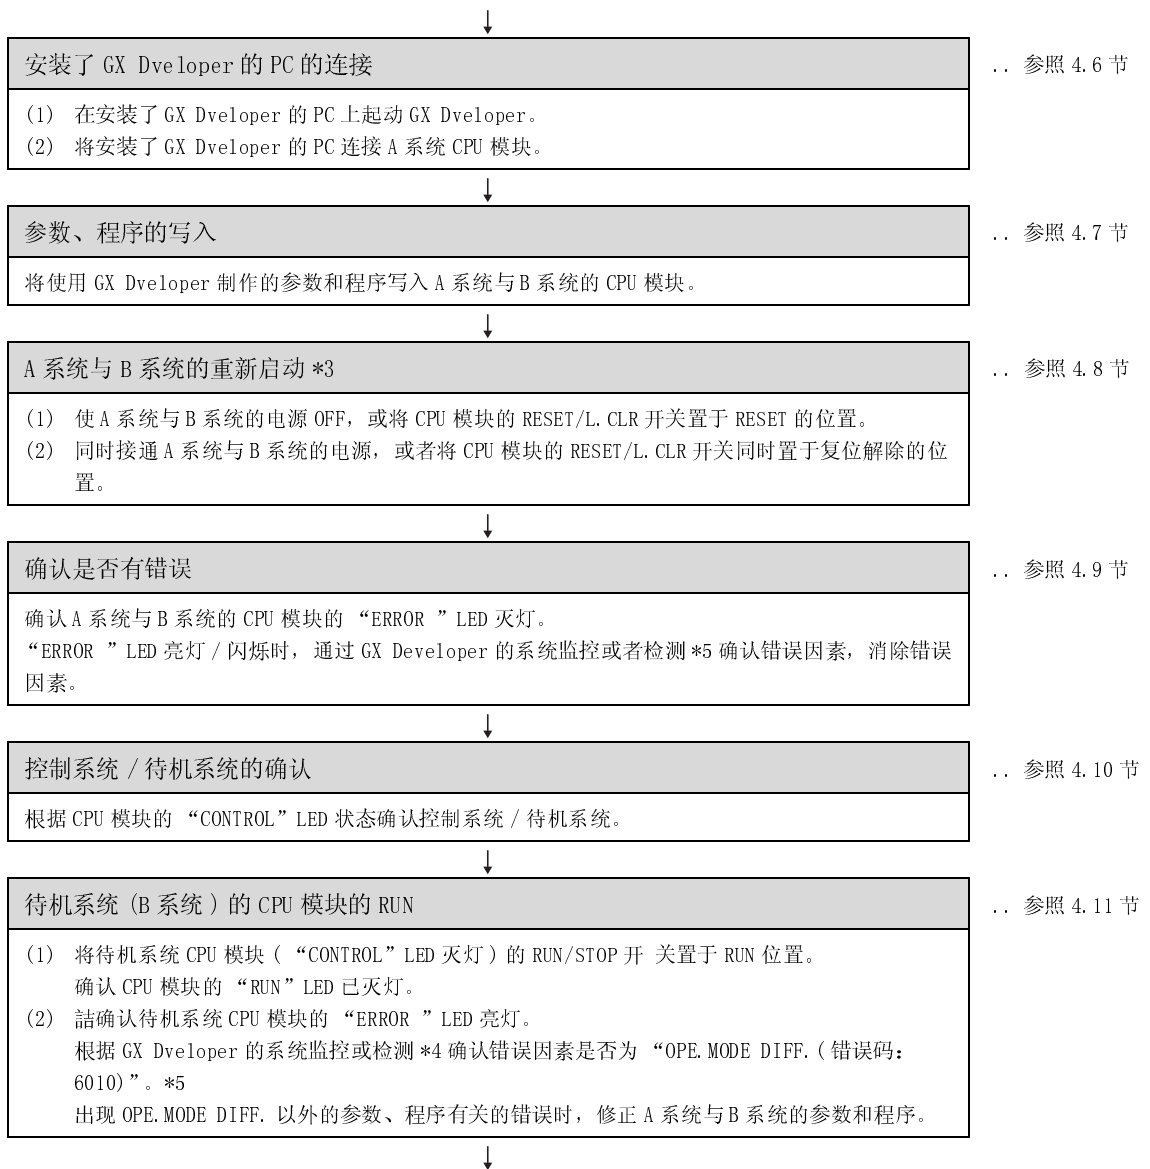 安装了 GX Dveloper 的 PC 的连接
.. 参照 4.6 节
(1) 在安装了 GX Dveloper 的 PC 上起动 GX Dveloper。
(2) 将安装了 GX Dveloper 的 PC 连接 A 系统 CPU 模块。
参数、程序的写入
.. 参照 4.7 节
将使用 GX Dveloper 制作的参数和程序写入 A 系统与 B 系统的 CPU 模块。
A 系统与 B 系统的重新启动 *3
.. 参照 4.8 节
(1) 使 A 系统与 B 系统的电源 OFF, 或将 CPU 模块的 RESET/L.CLR 开关置于 RESET 的位置。
(2) 同时接通 A 系统与 B 系统的电源, 或者将 CPU 模块的 RESET/L.CLR 开关同时置于复位解除的位
置。
确认是否有错误
.. 参照 4.9 节
确认 A 系统与 B 系统的 CPU 模块的 “ERROR ”LED 灭灯。
“ERROR ”LED 亮灯 / 闪烁时, 通过 GX Developer 的系统监控或者检测 *5 确认错误因素, 消除错误
因素。
控制系统 / 待机系统的确认
.. 参照 4.10 节
根据 CPU 模块的 “CONTROL”LED 状态确认控制系统 / 待机系统。
待机系统 (B 系统 ) 的 CPU 模块的 RUN
.. 参照 4.11 节
(1) 将待机系统 CPU 模块 ( “CONTROL”LED 灭灯 ) 的 RUN/STOP 开 关置于 RUN 位置。
确认 CPU 模块的 “RUN”LED 已灭灯。
(2) 詰确认待机系统 CPU 模块的 “ERROR ”LED 亮灯。
根据 GX Dveloper 的系统监控或检测 *4 确认错误因素是否为 “OPE.MODE DIFF.( 错误码:
6010)”。*5
出现 OPE.MODE DIFF. 以外的参数、程序有关的错误时, 修正 A 系统与 B 系统的参数和程序。